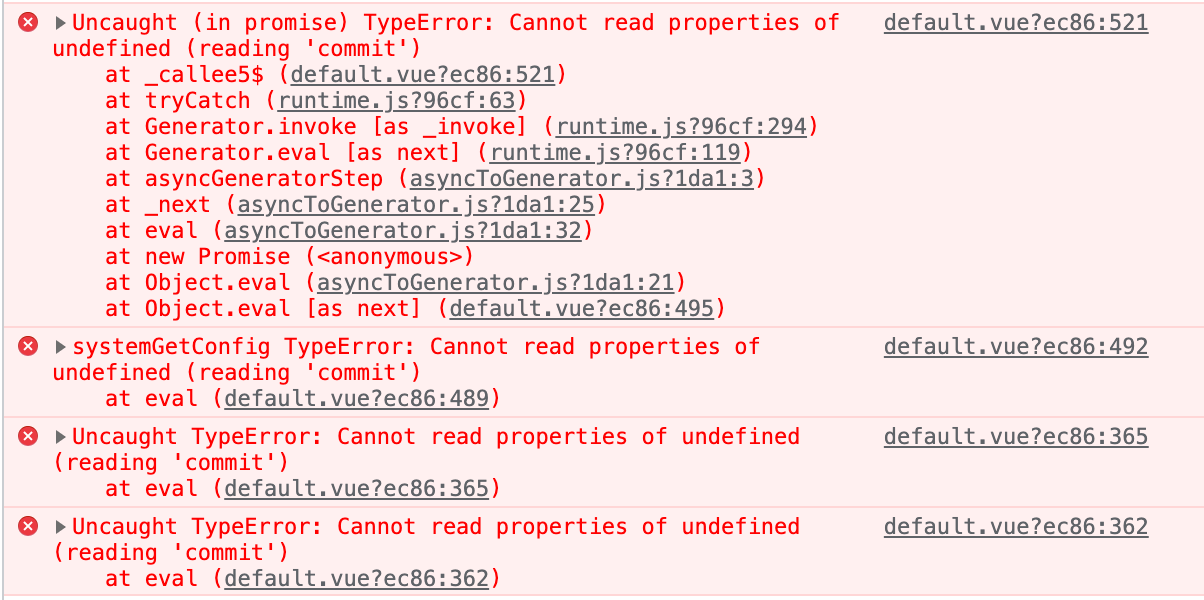 Uncaught (in promise) TypeError: Cannot read properties of default.vue?ec86:521
undefined (reading 'commit')
at _callee5$ (default.vue?ec86:521)
at tryCatch (runtime.js?96cf:63)
at Generator.invoke [as _invoke] (runtime.js?96cf:294)
at Generator.eval [as next] (runtime.js?96cf:119)
at asyncGeneratorStep (asyncToGenerator.js?1da1:3)
at _next (asyncToGenerator.js?1da1:25)
at eval (asyncToGenerator.js?1da1:32)
at new Promise (<anonymous>)
at Object.eval (asyncToGenerator.js?1da1:21)
at Object.eval [as next] (default.vue?ec86:495)
systemGetConfig TypeError: Cannot read properties of default.vue?ec86:492
undefined (reading 'commit')
at eval (default.vue?ec86:489)
Uncaught TypeError: Cannot read properties of undefined default.vue?ec86:365
(reading 'commit')
at eval (default.vue?ec86:365)
Uncaught TypeError: Cannot read properties of undefined default.vue?ec86:362
(reading 'commit')
at eval (default.vue?ec86:362)